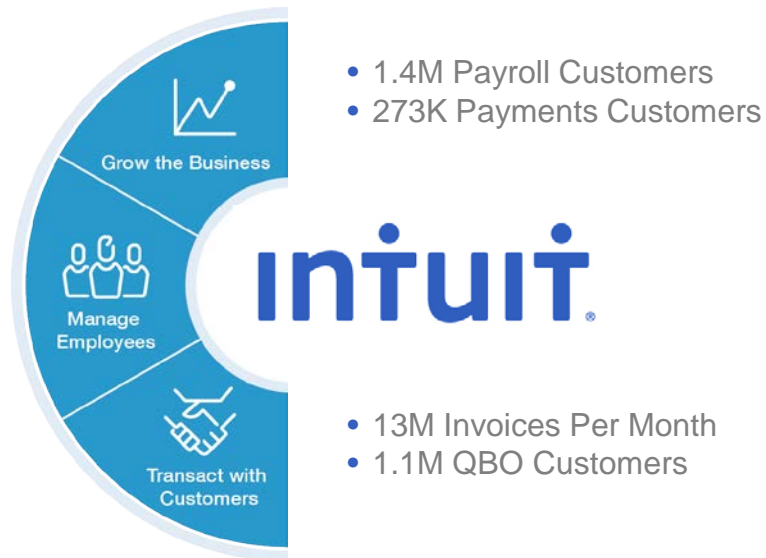 Grow the Business
Manage
Employees
Transact with
Customers
• 1.4M Payroll Customers
• 273K Payments Customers
ıntuıt®
• 13M Invoices Per Month
• 1.1M QBO Customers